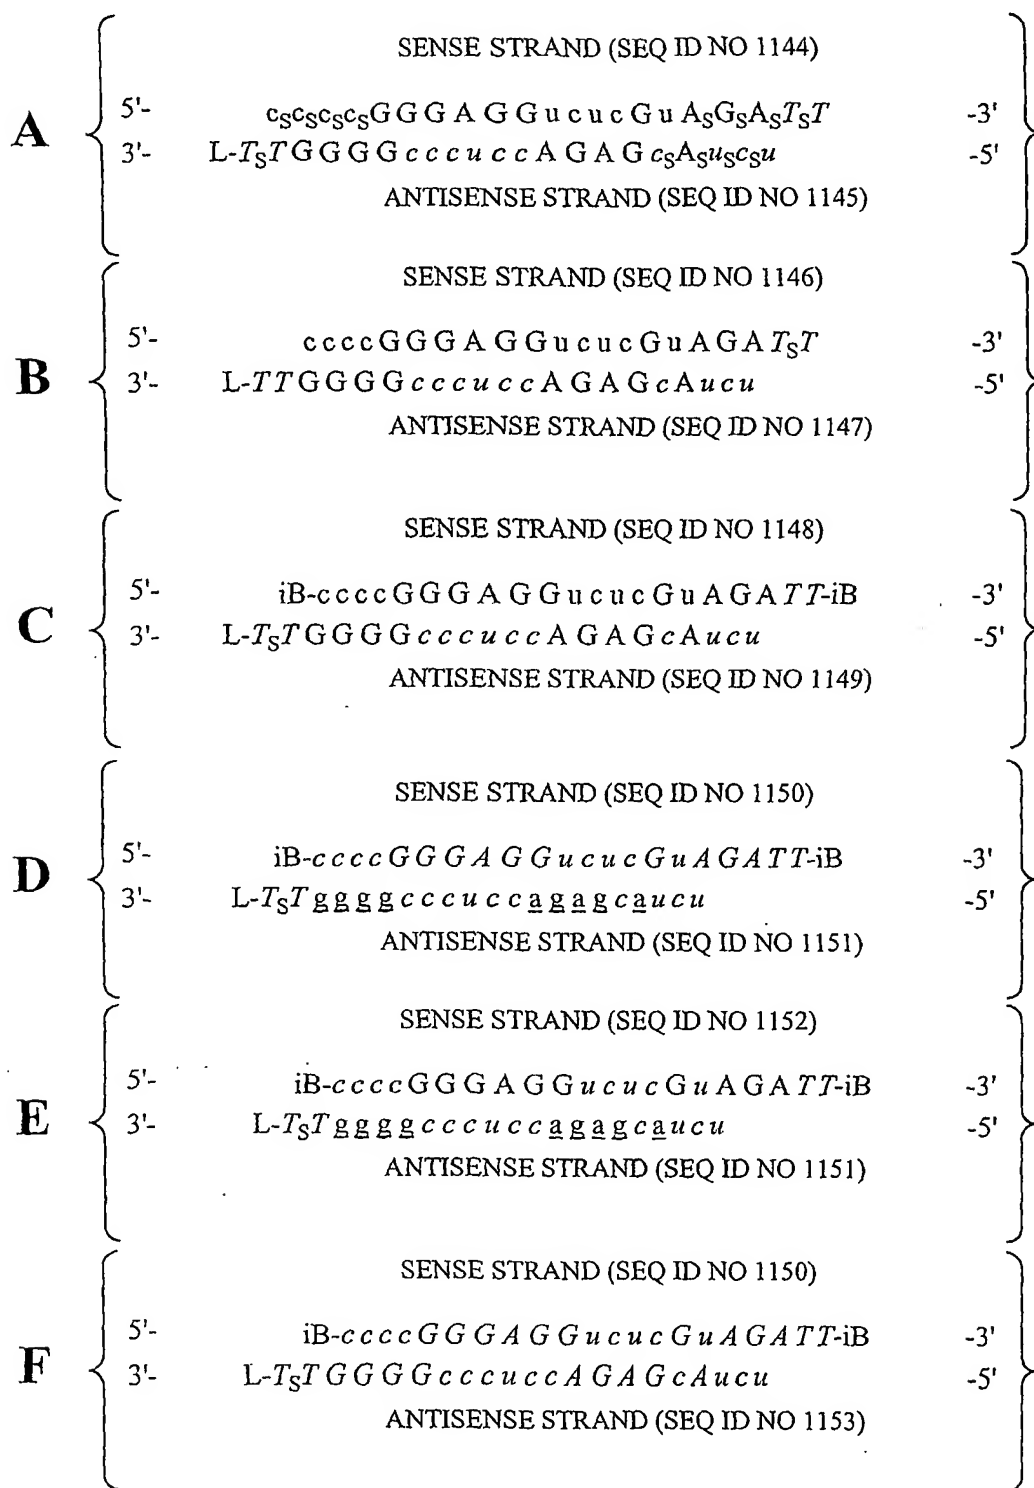 SENSE STRAND (SEQ ID NO 1144)
A
5'- cScScScSGGGAGGucucGuASGSASTST -3'
3'- L-TSTGGGGcccuccAGAGcSASuScSu -5'
ANTISENSE STRAND (SEQ ID NO 1145)
SENSE STRAND (SEQ ID NO 1146)
B
5'- ccccGGGAGGucucGuAGATST -3'
3'- L-TTGGGGcccuccAGAGcAucu -5'
ANTISENSE STRAND (SEQ ID NO 1147)
SENSE STRAND (SEQ ID NO 1148)
C
5'- iB-ccccGGGAGGucucGuAGATT-iB -3'
3'- L-TSTGGGGcccuccAGAGcAucu -5'
ANTISENSE STRAND (SEQ ID NO 1149)
SENSE STRAND (SEQ ID NO 1150)
D
5'- iB-ccccGGGAGGucucGuAGATT-iB -3'
3'- L-TSTggggcccuccagagcaucu -5'
ANTISENSE STRAND (SEQ ID NO 1151)
SENSE STRAND (SEQ ID NO 1152)
E
5'- iB-ccccGGGAGGucucGuAGATT-iB -3'
3'- L-TSTggggcccuccagagcaucu -5'
ANTISENSE STRAND (SEQ ID NO 1151)
SENSE STRAND (SEQ ID NO 1150)
F
5'- iB-ccccGGGAGGucucGuAGATT-iB -3'
3'- L-TSTGGGGcccuccAGAGcAucu -5'
ANTISENSE STRAND (SEQ ID NO 1153)